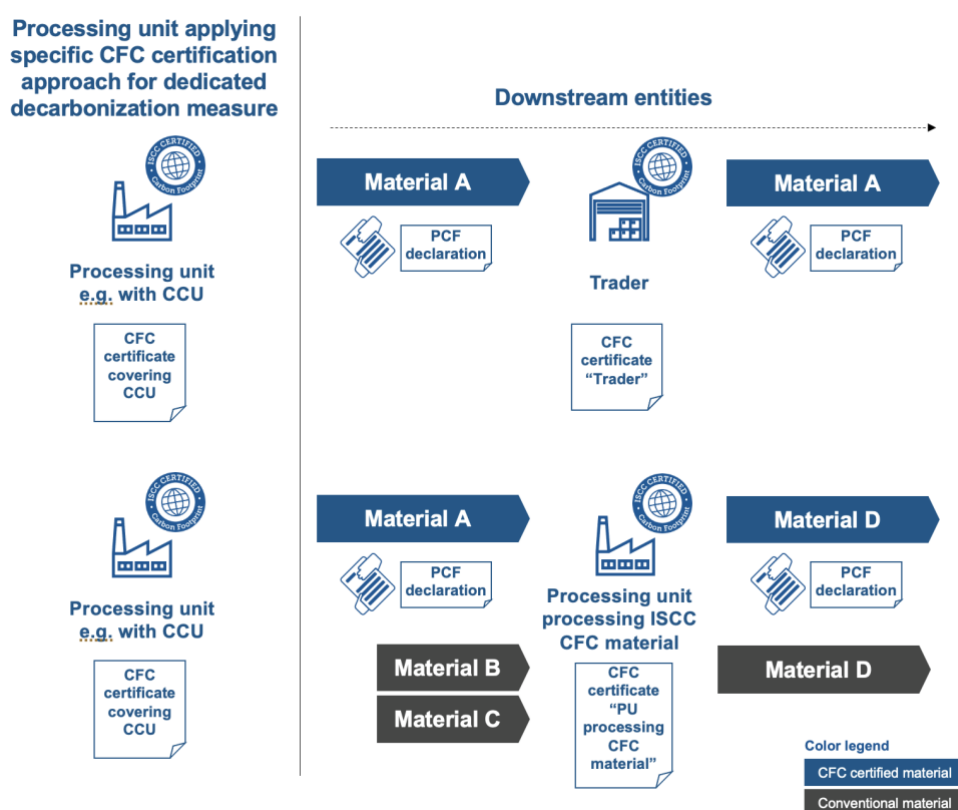 Processing unit applying
specific CFC certification
approach for dedicated
decarbonization measure
Downstream entities
ISCC CERTIFIED
Carbon Footprint
Processing unit
e.g. with CCU
CFC
certificate
covering
CCU
Material A
PCF
declaration
ISCC CERTIFIED
Carbon Footprint
Trader
CFC
certificate
“Trader”
Material A
PCF
declaration
ISCC CERTIFIED
Carbon Footprint
Processing unit
e.g. with CCU
CFC
certificate
covering
CCU
Material A
PCF
declaration
Material B
Material C
ISCC CERTIFIED
Carbon Footprint
Processing unit
processing ISCC
CFC material
CFC
certificate
“PU
processing
CFC
material”
Material D
PCF
declaration
Material D
Color legend
CFC certified material
Conventional material